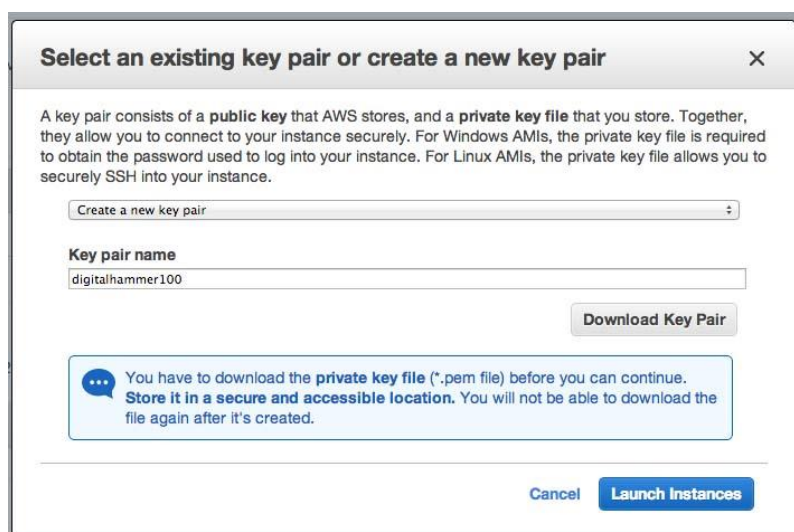 Select an existing key pair or create a new key pair
A key pair consists of a public key that AWS stores, and a private key file that you store. Together,
they allow you to connect to your instance securely. For Windows AMIs, the private key file is required
to obtain the password used to log into your instance. For Linux AMIs, the private key file allows you to
securely SSH into your instance.
Create a new key pair
Key pair name
digitalhammer100
Download Key Pair
You have to download the private key file (*.pem file) before you can continue.
Store it in a secure and accessible location. You will not be able to download the
file again after it's created.
Cancel
Launch Instances